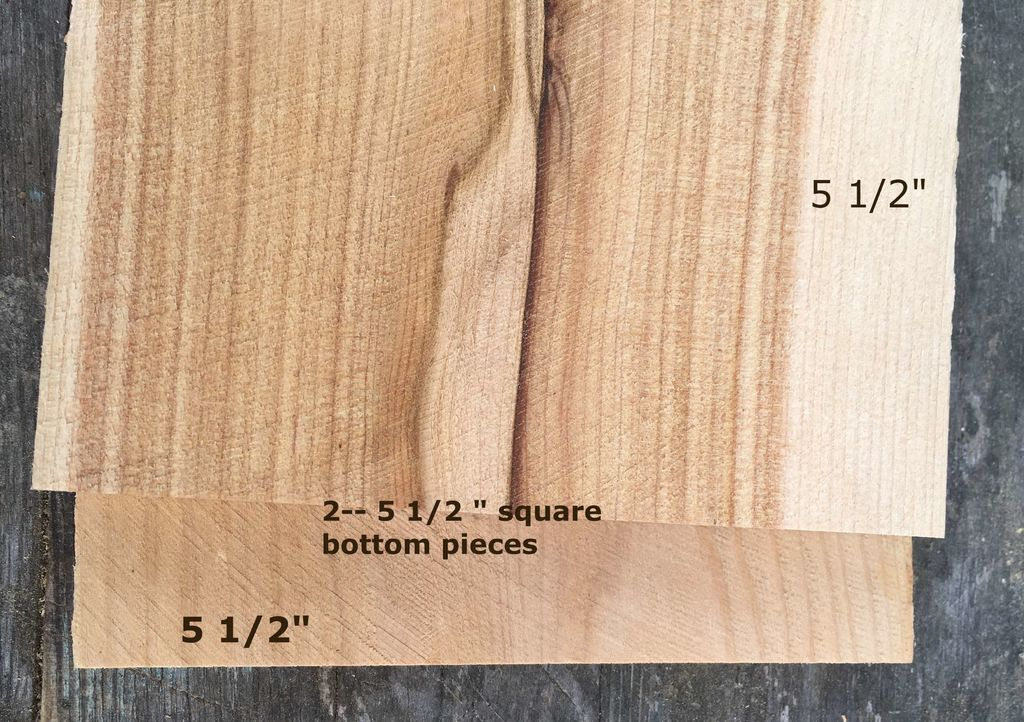 5 1/2"
2-- 5 1/2 " square
bottom pieces
5 1/2"